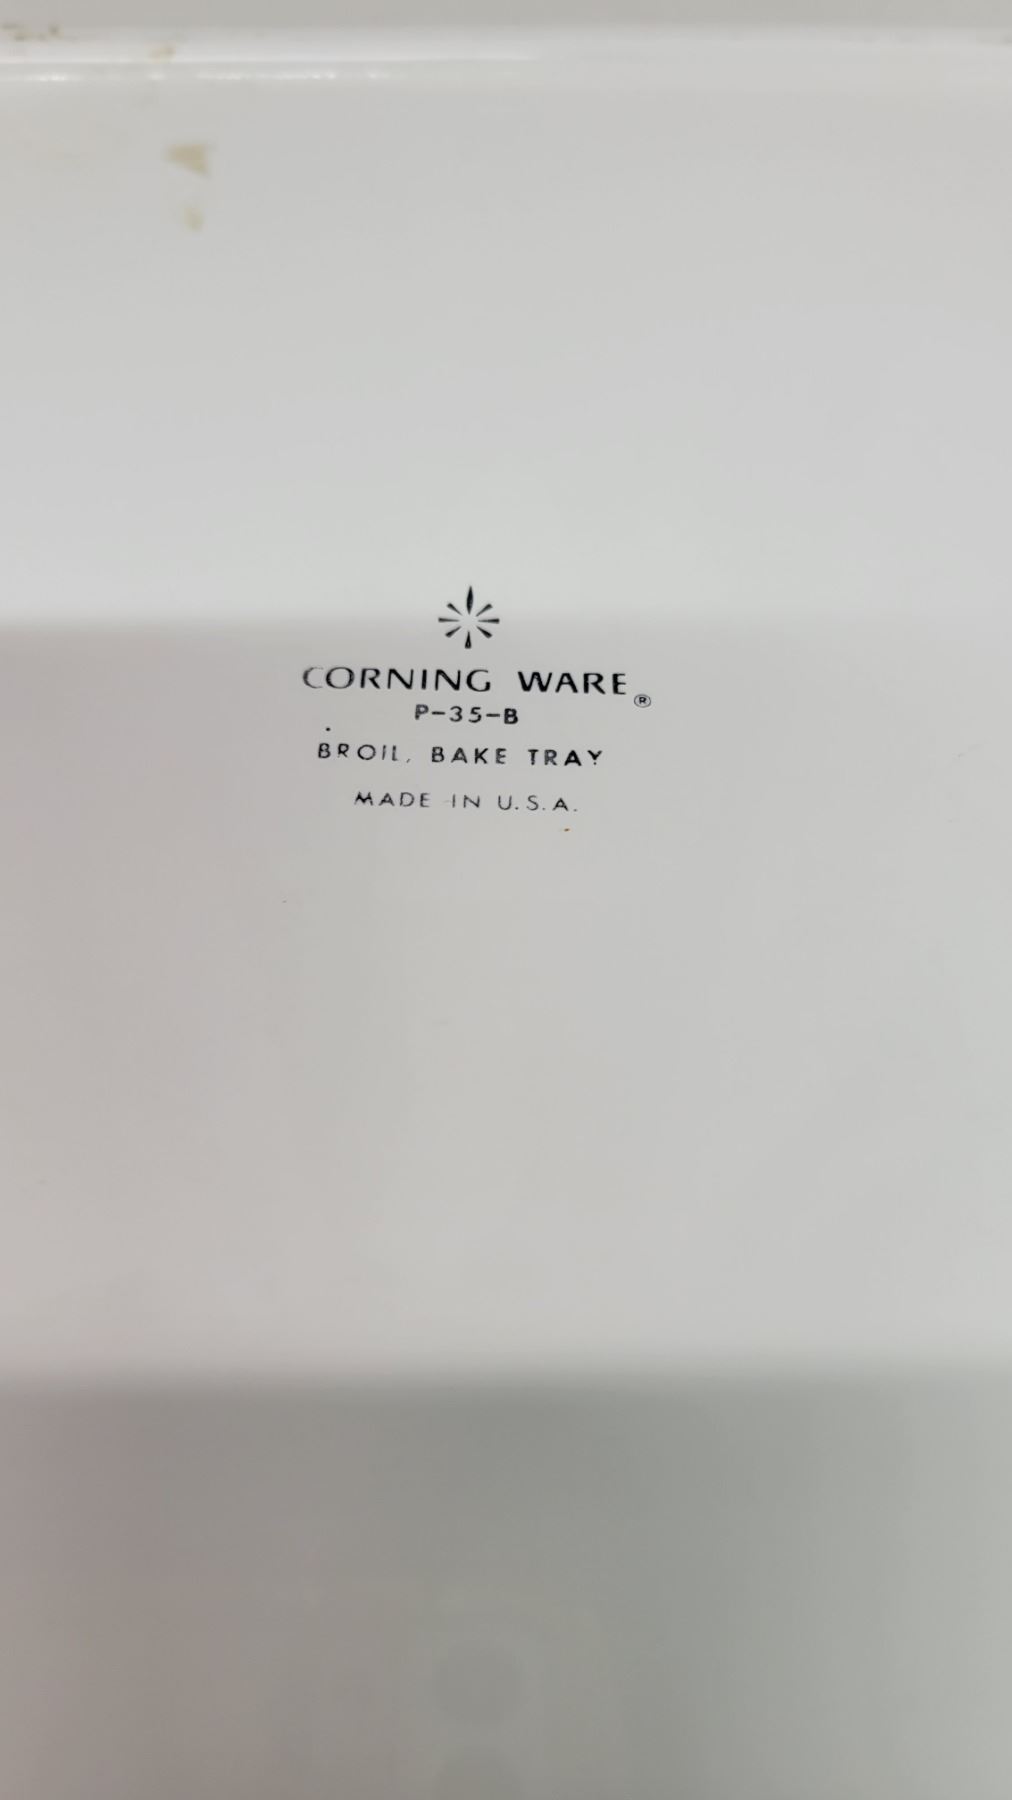 CORNING WARE®
P-35-B
BROIL, BAKE TRAY
MADE IN U.S.A.